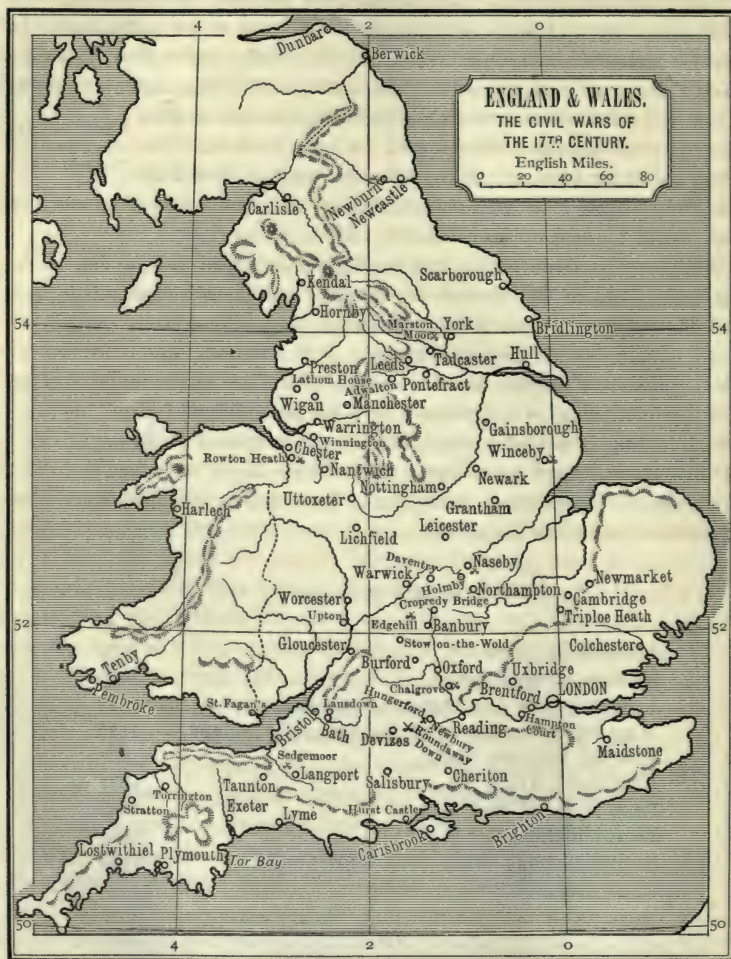 4 2 0
Dunbar
Berwick
ENGLAND & WALES.
THE CIVIL WARS OF
THE 17TH CENTURY.
English Miles.
0 20 40 60 80
Newburn
Newcastle
Carlisle
Scarborough
Kendal
Hornby
54
Marston
Moor
York
Bridlington
54
Preston
Leeds
Tadcaster
Hull
Lathom House
Adwalton
Pontefract
Wigan
Manchester
Warrington
Winnington
Gainsborough
Chester
Rowton Heath
Winceby
Nantwich
Newark
Nottingham
Uttoxeter
Grantham
Harlech
Leicester
Lichfield
Naseby
Daventry
Warwick
Holmby
Northampton
Newmarket
Cambridge
Worcester
Cropredy Bridge
Triploe Heath
Upton
Edgehill
Banbury
52
52
Gloucester
Stow-on-the-Wold
Colchester
Tenby
Burford
Oxford
Uxbridge
Pembroke
Chalgrove
Brentford
LONDON
St. Fagan's
Lansdown
Hungerford
Bristol
Bath
Devizes
Newbury
Roundaway
Down
Reading
Hampton
Court
Maidstone
Sedgemoor
Taunton
Langport
Salisbury
Cheriton
Torrington
Stratton
Exeter
Lyme
Hurst Castle
Carisbrook
Brighton
Lostwithiel
Plymouth
Tor Bay
50
50
4 2 0